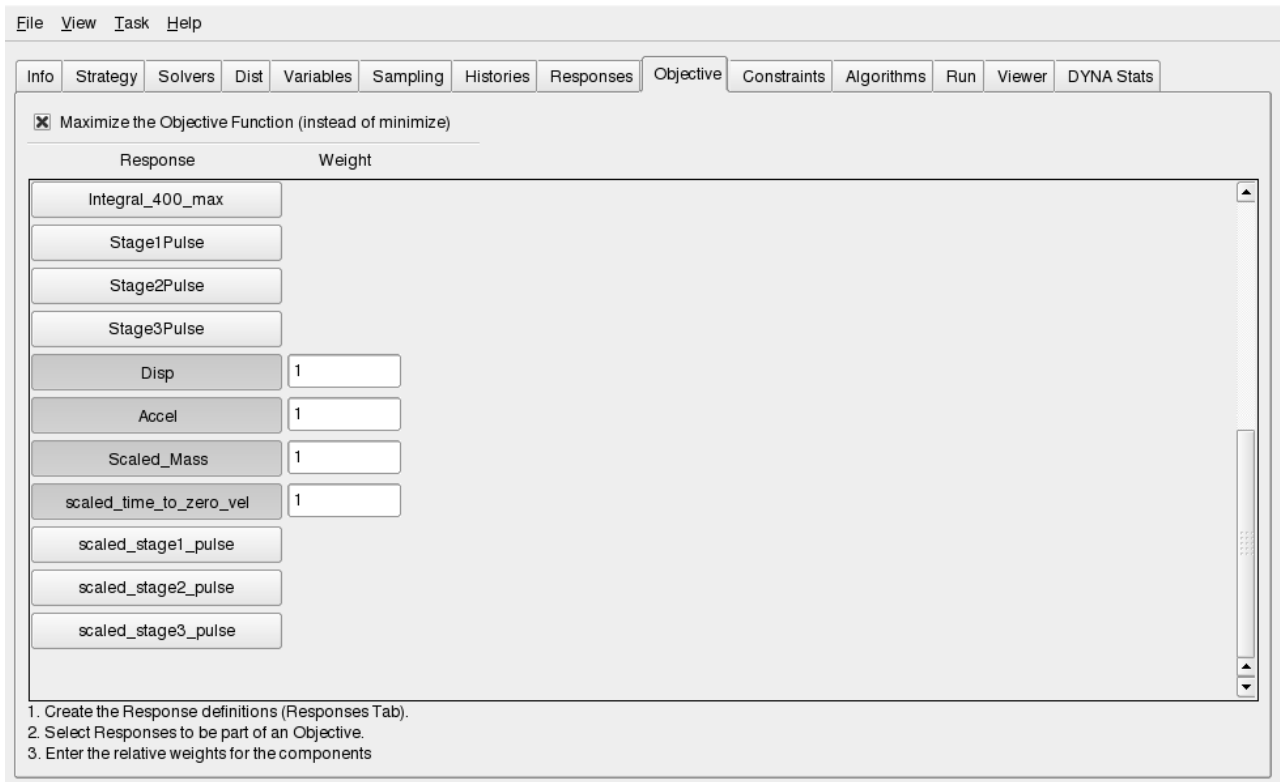 File View Task Help
Info Strategy Solvers Dist Variables Sampling Histories Responses Objective Constraints Algorithms Run Viewer DYNA Stats
Maximize the Objective Function (instead of minimize)
Response Weight
Integral_400_max
Stage1Pulse
Stage2Pulse
Stage3Pulse
Disp 1
Accel 1
Scaled_Mass 1
scaled_time_to_zero_vel 1
scaled_stage1_pulse
scaled_stage2_pulse
scaled_stage3_pulse
1. Create the Response definitions (Responses Tab).
2. Select Responses to be part of an Objective.
3. Enter the relative weights for the components